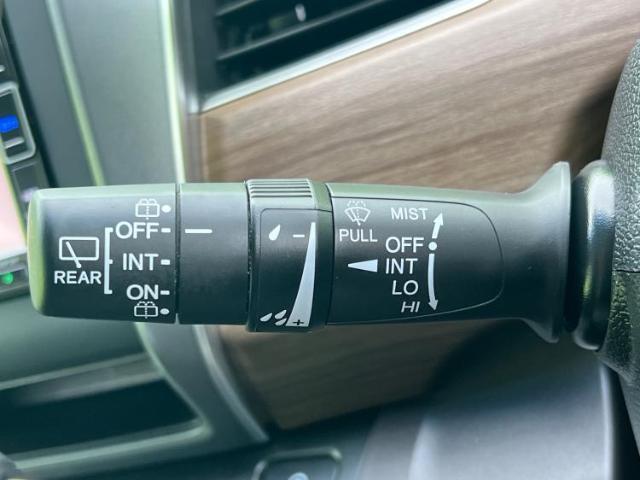 REAR
OFF
INT
ON
−
+
PULL
MIST
OFF
INT
LO
HI